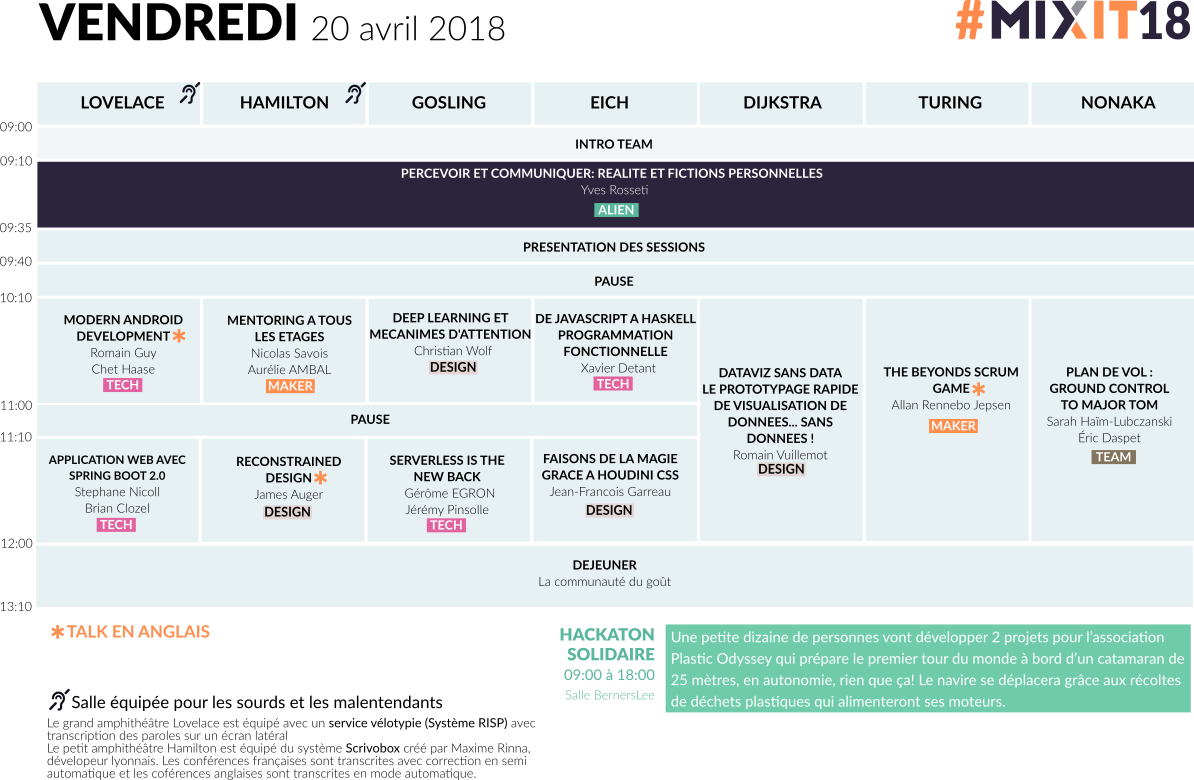 VENDREDI 20 avril 2018
#MIXIT18
LOVELACE
HAMILTON
GOSLING
EICH
DIJKSTRA
TURING
NONAKA
09:00
INTRO TEAM
09:10
PERCEVOIR ET COMMUNIQUER: REALITE ET FICTIONS PERSONNELLES
Yves Rosseti
ALIEN
09:35
PRESENTATION DES SESSIONS
09:40
PAUSE
10:10
MODERN ANDROID
DEVELOPMENT*
Romain Guy
Chet Haase
TECH
MENTORING A TOUS
LES ETAGES
Nicolas Savois
Aurélie AMBAL
MAKER
DEEP LEARNING ET
MECANIMES D'ATTENTION
Christian Wolf
DESIGN
DE JAVASCRIPT A HASKELL
PROGRAMMATION
FONCTIONNELLE
Xavier Detant
TECH
DATAVIZ SANS DATA
LE PROTOTYPAGE RAPIDE
DE VISUALISATION DE
DONNEES... SANS
DONNEES !
Romain Vuillemot
DESIGN
THE BEYONDS SCRUM
GAME*
Allan Rennebo Jepsen
MAKER
PLAN DE VOL :
GROUND CONTROL
TO MAJOR TOM
Sarah Haïm-Lubczanski
Éric Daspet
TEAM
11:00
PAUSE
11:10
APPLICATION WEB AVEC
SPRING BOOT 2.0
Stephane Nicoll
Brian Clozel
TECH
RECONSTRAINED
DESIGN*
James Auger
DESIGN
SERVERLESS IS THE
NEW BACK
Gérôme EGRON
Jérémy Pinsolle
TECH
FAISONS DE LA MAGIE
GRACE A HOUDINI CSS
Jean-Francois Garreau
DESIGN
12:00
DEJEUNER
La communauté du goût
13:10
*TALK EN ANGLAIS
HACKATON
SOLIDAIRE
09:00 à 18:00
Salle BernersLee
Une petite dizaine de personnes vont développer 2 projets pour l'association
Plastic Odyssey qui prépare le premier tour du monde à bord d'un catamaran de
25 mètres, en autonomie, rien que ça! Le navire se déplacera grâce aux récoltes
de déchets plastiques qui alimenteront ses moteurs.
Salle équipée pour les sourds et les malentendants
Le grand amphithéâtre Lovelace est équipé avec un service vélotypie (Système RISP) avec
transcription des paroles sur un écran latéral
Le petit amphithéâtre Hamilton est équipé du système Scrivobox créé par Maxime Rinna,
dévelopeur lyonnais. Les conférences françaises sont transcrites avec correction en semi
automatique et les coférences anglaises sont transcrites en mode automatique.